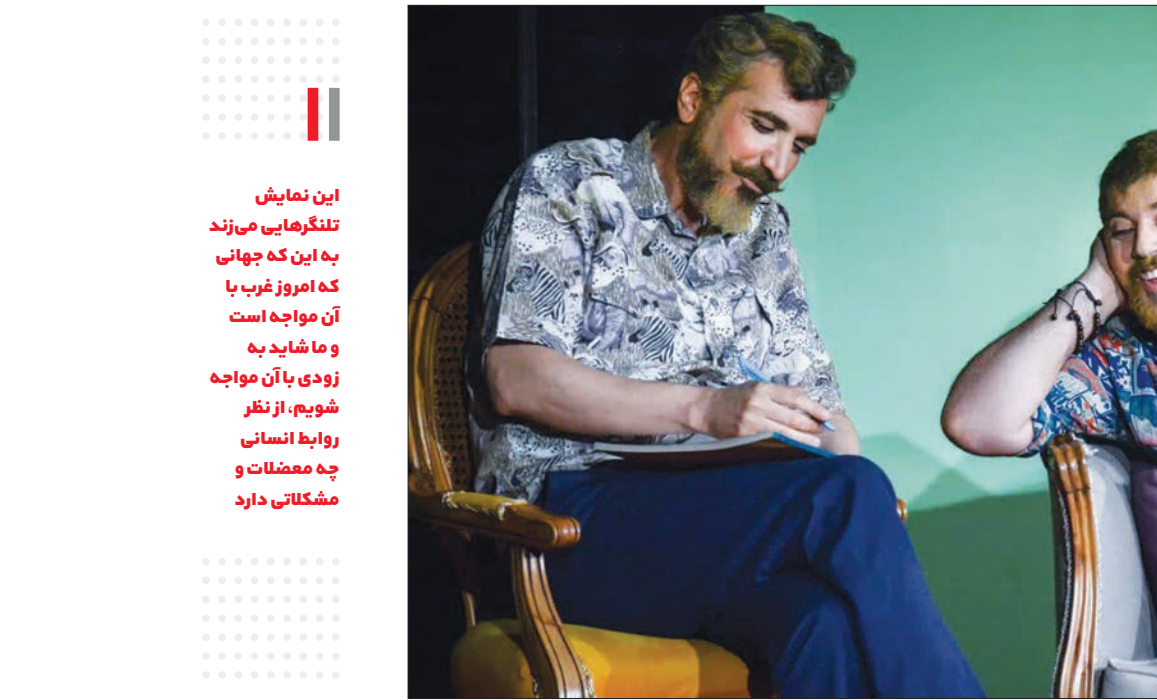 این نمایش
تلنگرهایی می‌زند
به این که جهانی
که امروز غرب با
آن مواجه است
و ما شاید به
زودی با آن مواجه
شویم، از نظر
روابط انسانی
چه معضلات و
مشکلاتی دارد